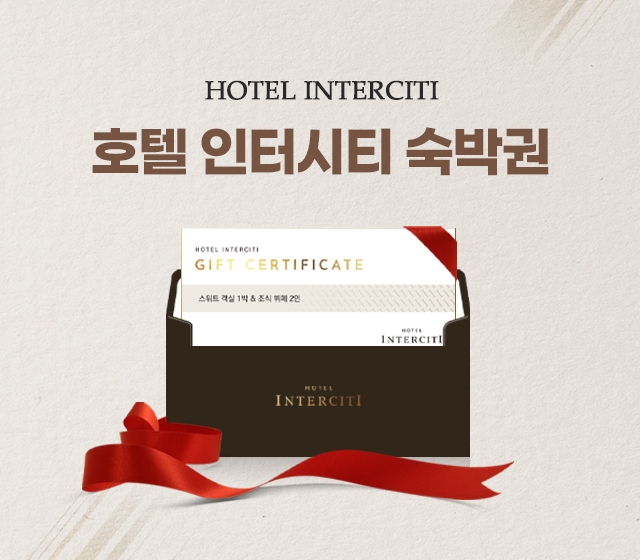 HOTEL INTERCITI
호텔 인터시티 숙박권
HOTEL INTERCITI
GIFT CERTIFICATE
스위트 객실 1박 & 조식 뷔페 2인
HOTEL
INTERCITI
HOTEL
INTERCITI